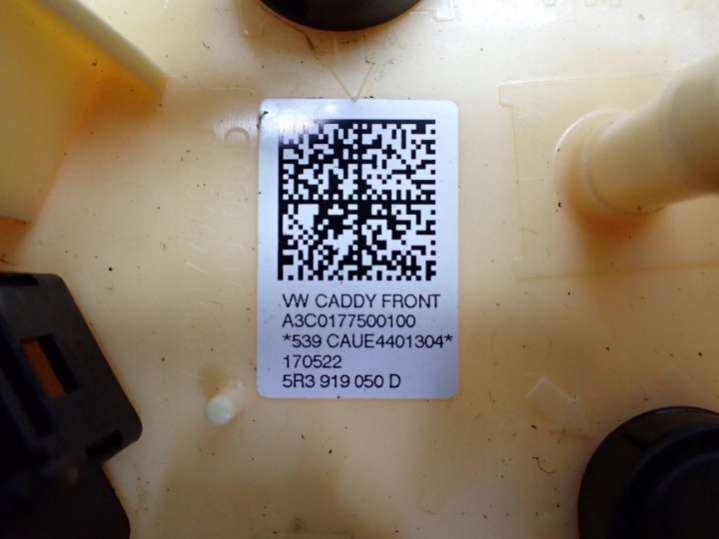 VW CADDY FRONT
A3C0177500100
*539 CAUE4401304*
170522
5R3 919 050 D